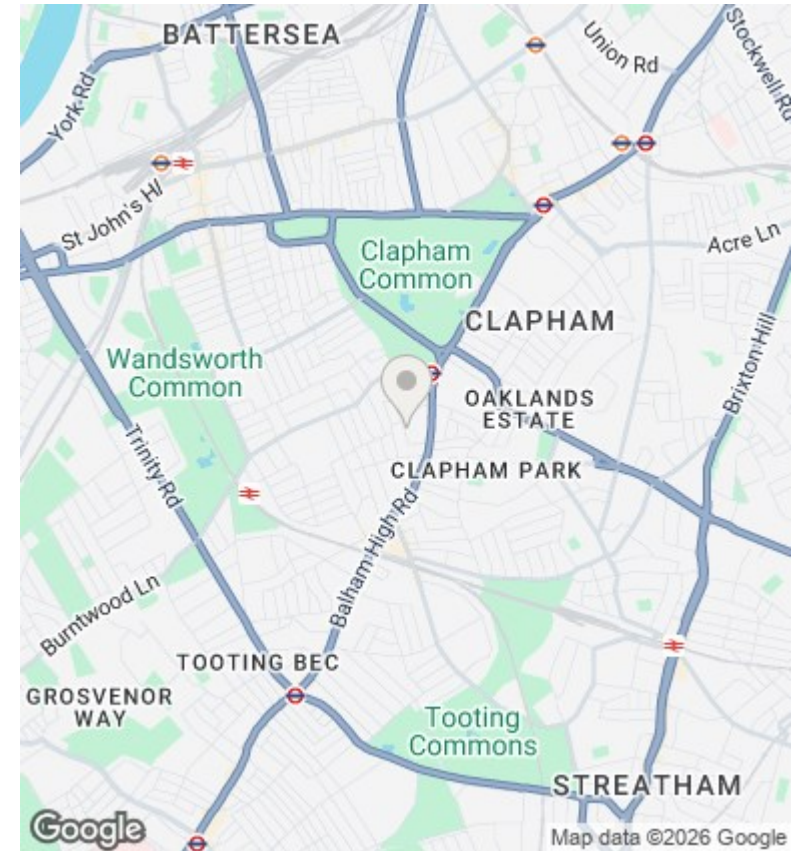 BATTERSEA
Union Rd
Stockwell Rd
York Rd
St John's Hl
Acre Ln
Clapham
Common
CLAPHAM
Wandsworth
Common
Brixton Hill
OAKLANDS
ESTATE
Trinity Rd
CLAPHAM PARK
Balham High Rd
Burntwood Ln
TOOTING BEC
GROSVENOR
WAY
Tooting
Commons
STREATHAM
Google
Map data ©2026 Google